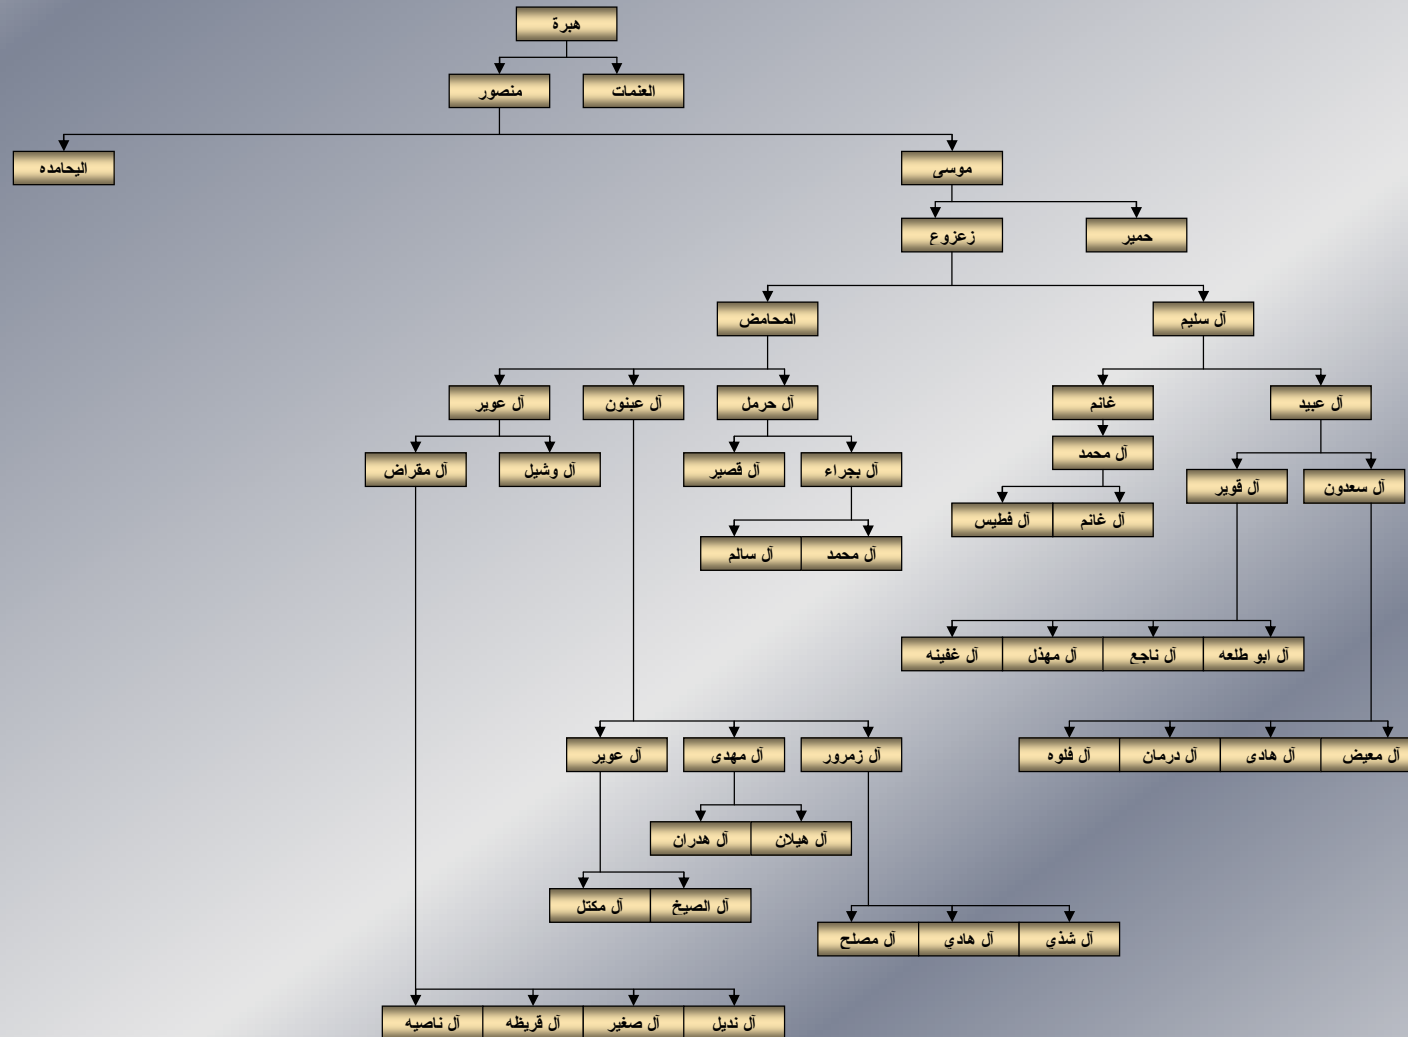 هبرة
العنمات
منصور
موسى
اليحامده
حمير
زعزوع
آل سليم
المحامض
آل عبيد
غانم
آل حرمل
آل عبنون
آل عوير
آل محمد
آل بجراء
آل قصير
آل وشيل
آل مقراض
آل سعدون
آل قوير
آل غانم
آل فطيس
آل محمد
آل سالم
آل ابو طلعه
آل ناجع
آل مهذل
آل غفينه
آل معيض
آل هادى
آل درمان
آل فلوه
آل زمرور
آل مهدى
آل عوير
آل هيلان
آل هدران
آل الصيخ
آل مكتل
آل شذي
آل هادي
آل مصلح
آل نديل
آل صغير
آل قريظه
آل ناصيه